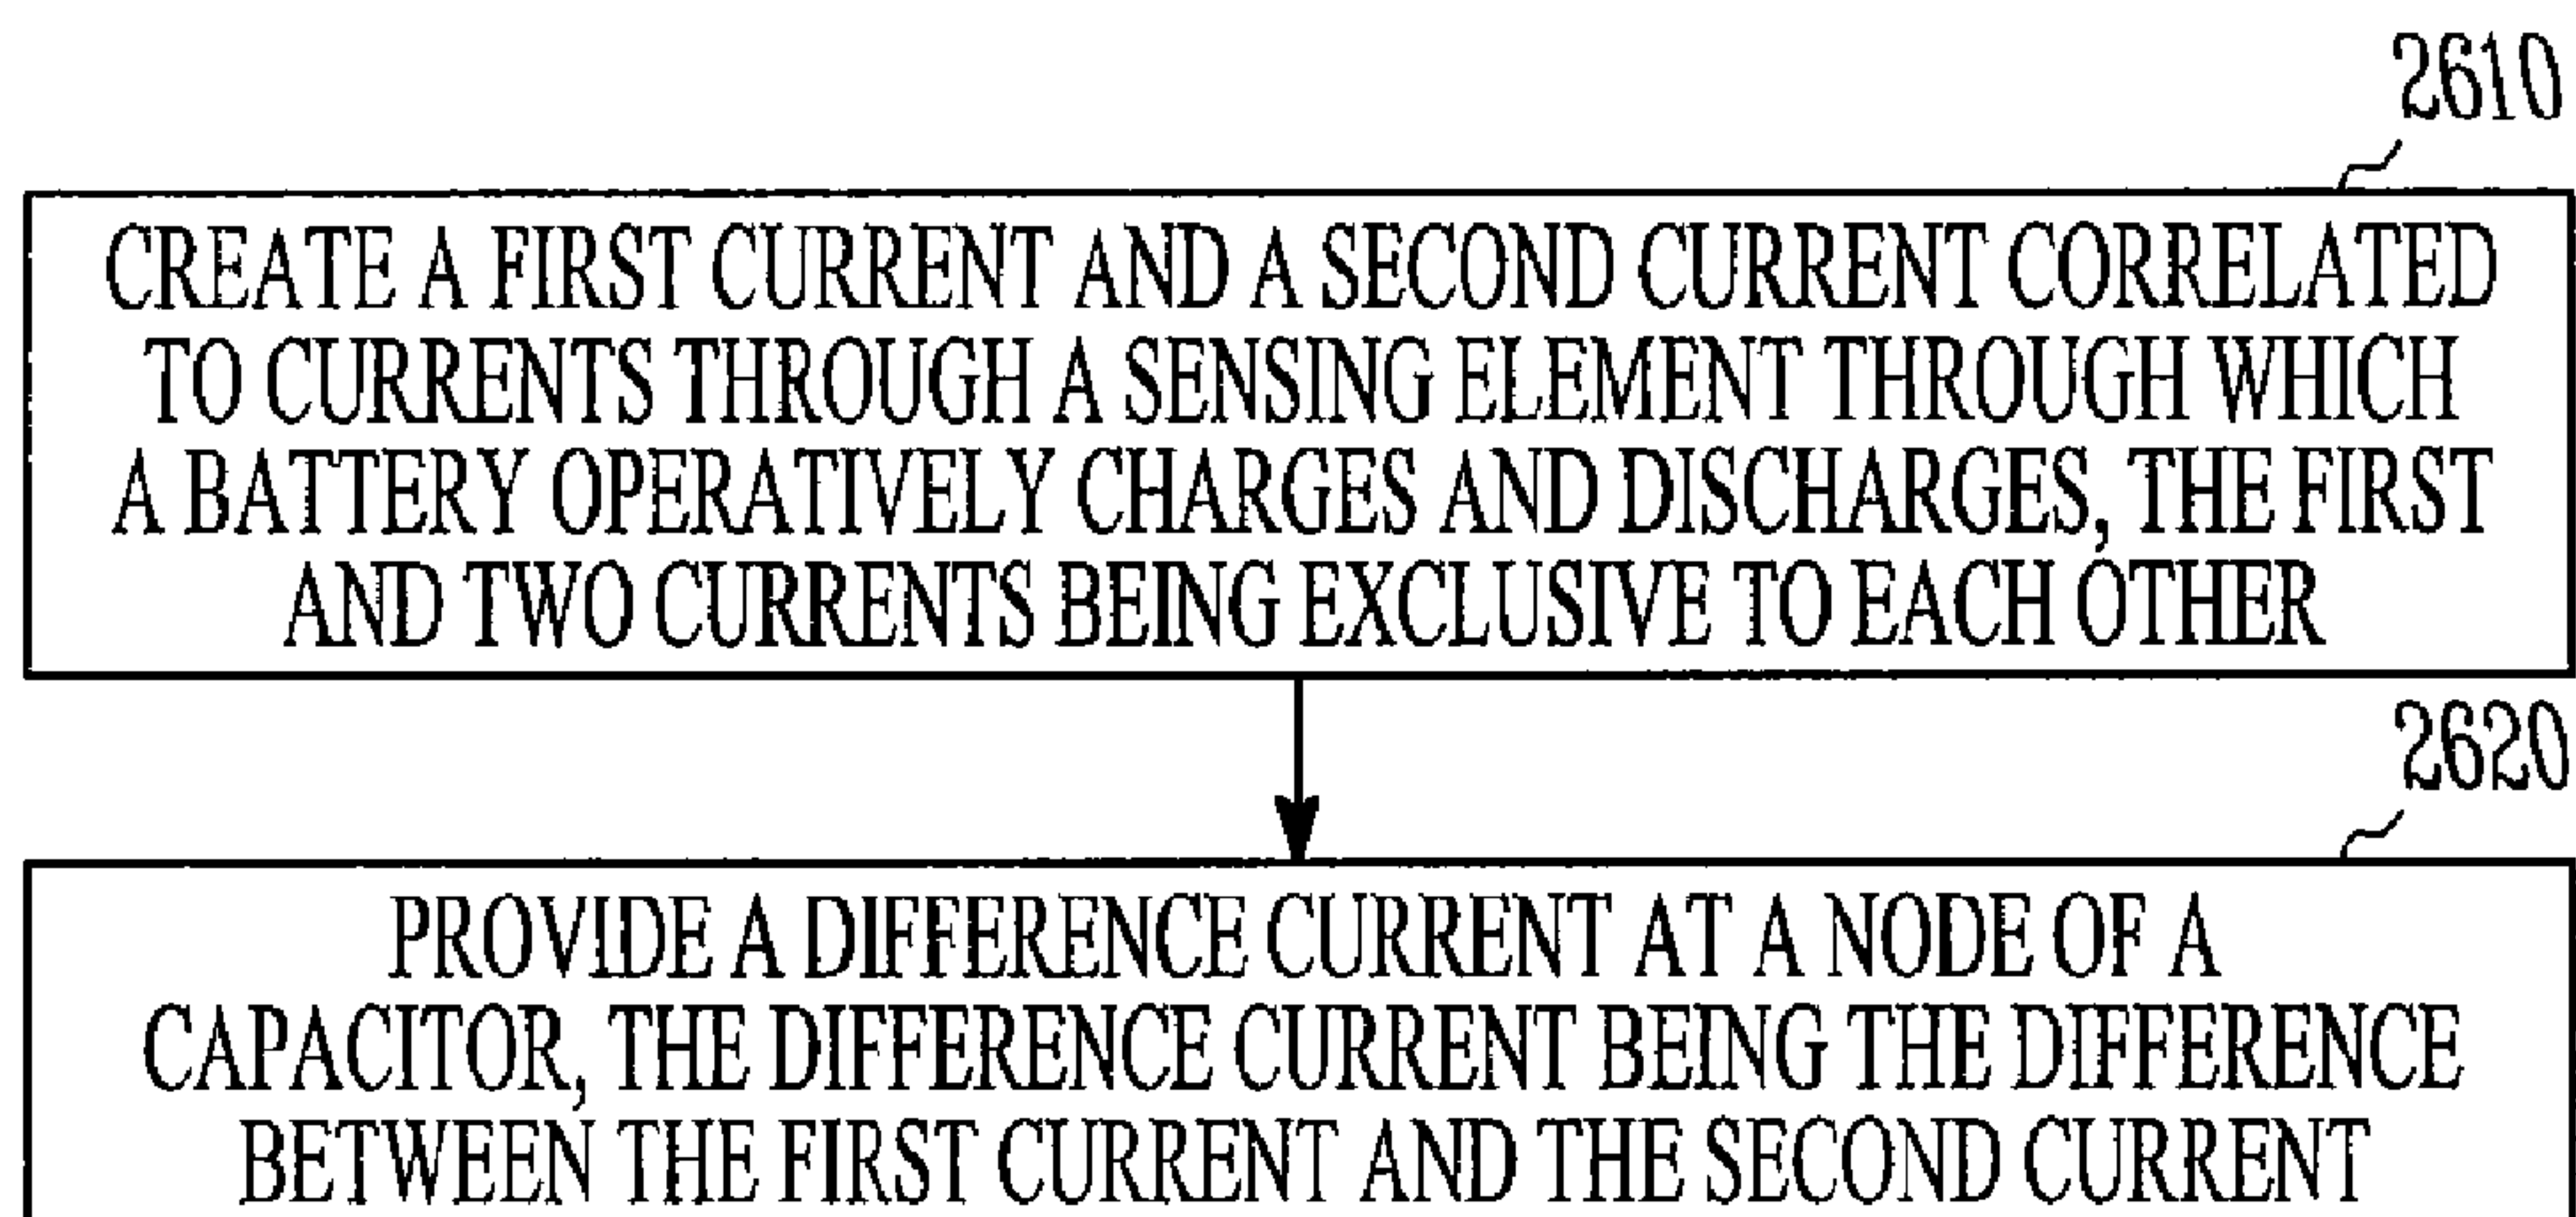 2610
CREATE A FIRST CURRENT AND A SECOND CURRENT CORRELATED
TO CURRENTS THROUGH A SENSING ELEMENT THROUGH WHICH
A BATTERY OPERATIVELY CHARGES AND DISCHARGES, THE FIRST
AND TWO CURRENTS BEING EXCLUSIVE TO EACH OTHER
2620
PROVIDE A DIFFERENCE CURRENT AT A NODE OF A
CAPACITOR, THE DIFFERENCE CURRENT BEING THE DIFFERENCE
BETWEEN THE FIRST CURRENT AND THE SECOND CURRENT